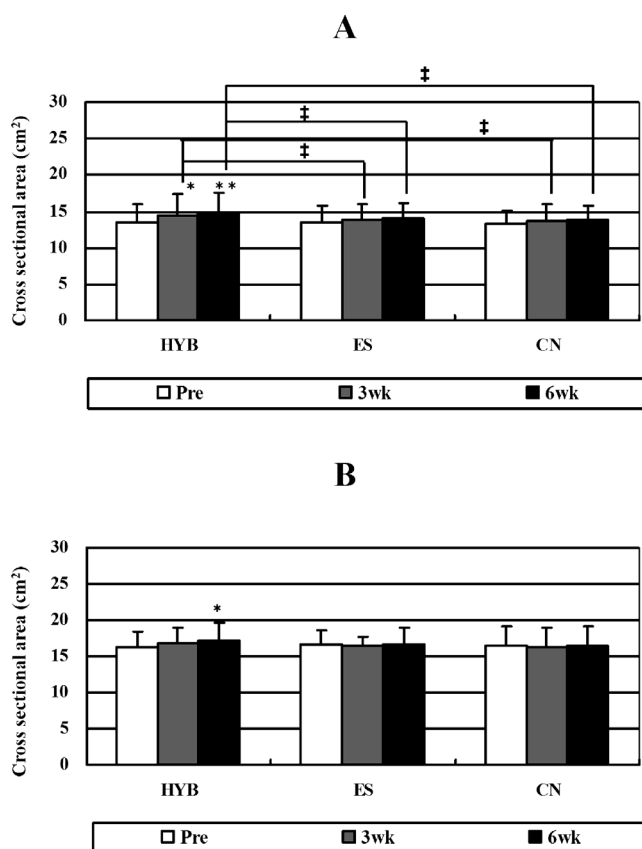 A
‡
30
‡
25
‡
20
‡
15
* **
10
5
0
Cross sectional area (cm²)
HYB ES CN
Pre 3wk 6wk
B
30
25
20
*
15
10
5
0
Cross sectional area (cm²)
HYB ES CN
Pre 3wk 6wk